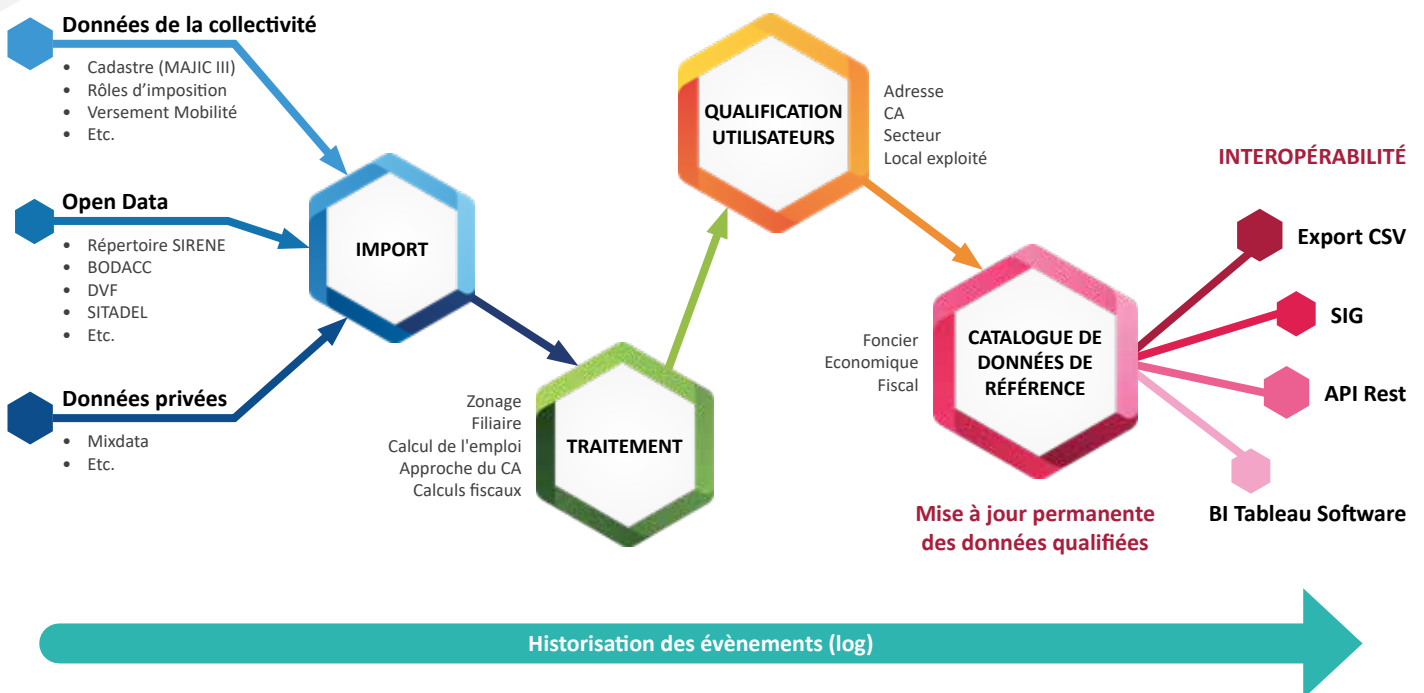 Données de la collectivité
• Cadastre (MAJIC III)
• Rôles d'imposition
• Versement Mobilité
• Etc.
Open Data
• Répertoire SIRENE
• BODACC
• DVF
• SITADEL
• Etc.
Données privées
• Mixdata
• Etc.
IMPORT
Zonage
Filiaire
Calcul de l'emploi
Approche du CA
Calculs fiscaux
TRAITEMENT
QUALIFICATION
UTILISATEURS
Adresse
CA
Secteur
Local exploité
Foncier
Economique
Fiscal
CATALOGUE DE
DONNÉES DE
RÉFÉRENCE
Mise à jour permanente
des données qualifiées
INTEROPÉRABILITÉ
Export CSV
SIG
API Rest
BI Tableau Software
Historisation des évènements (log)